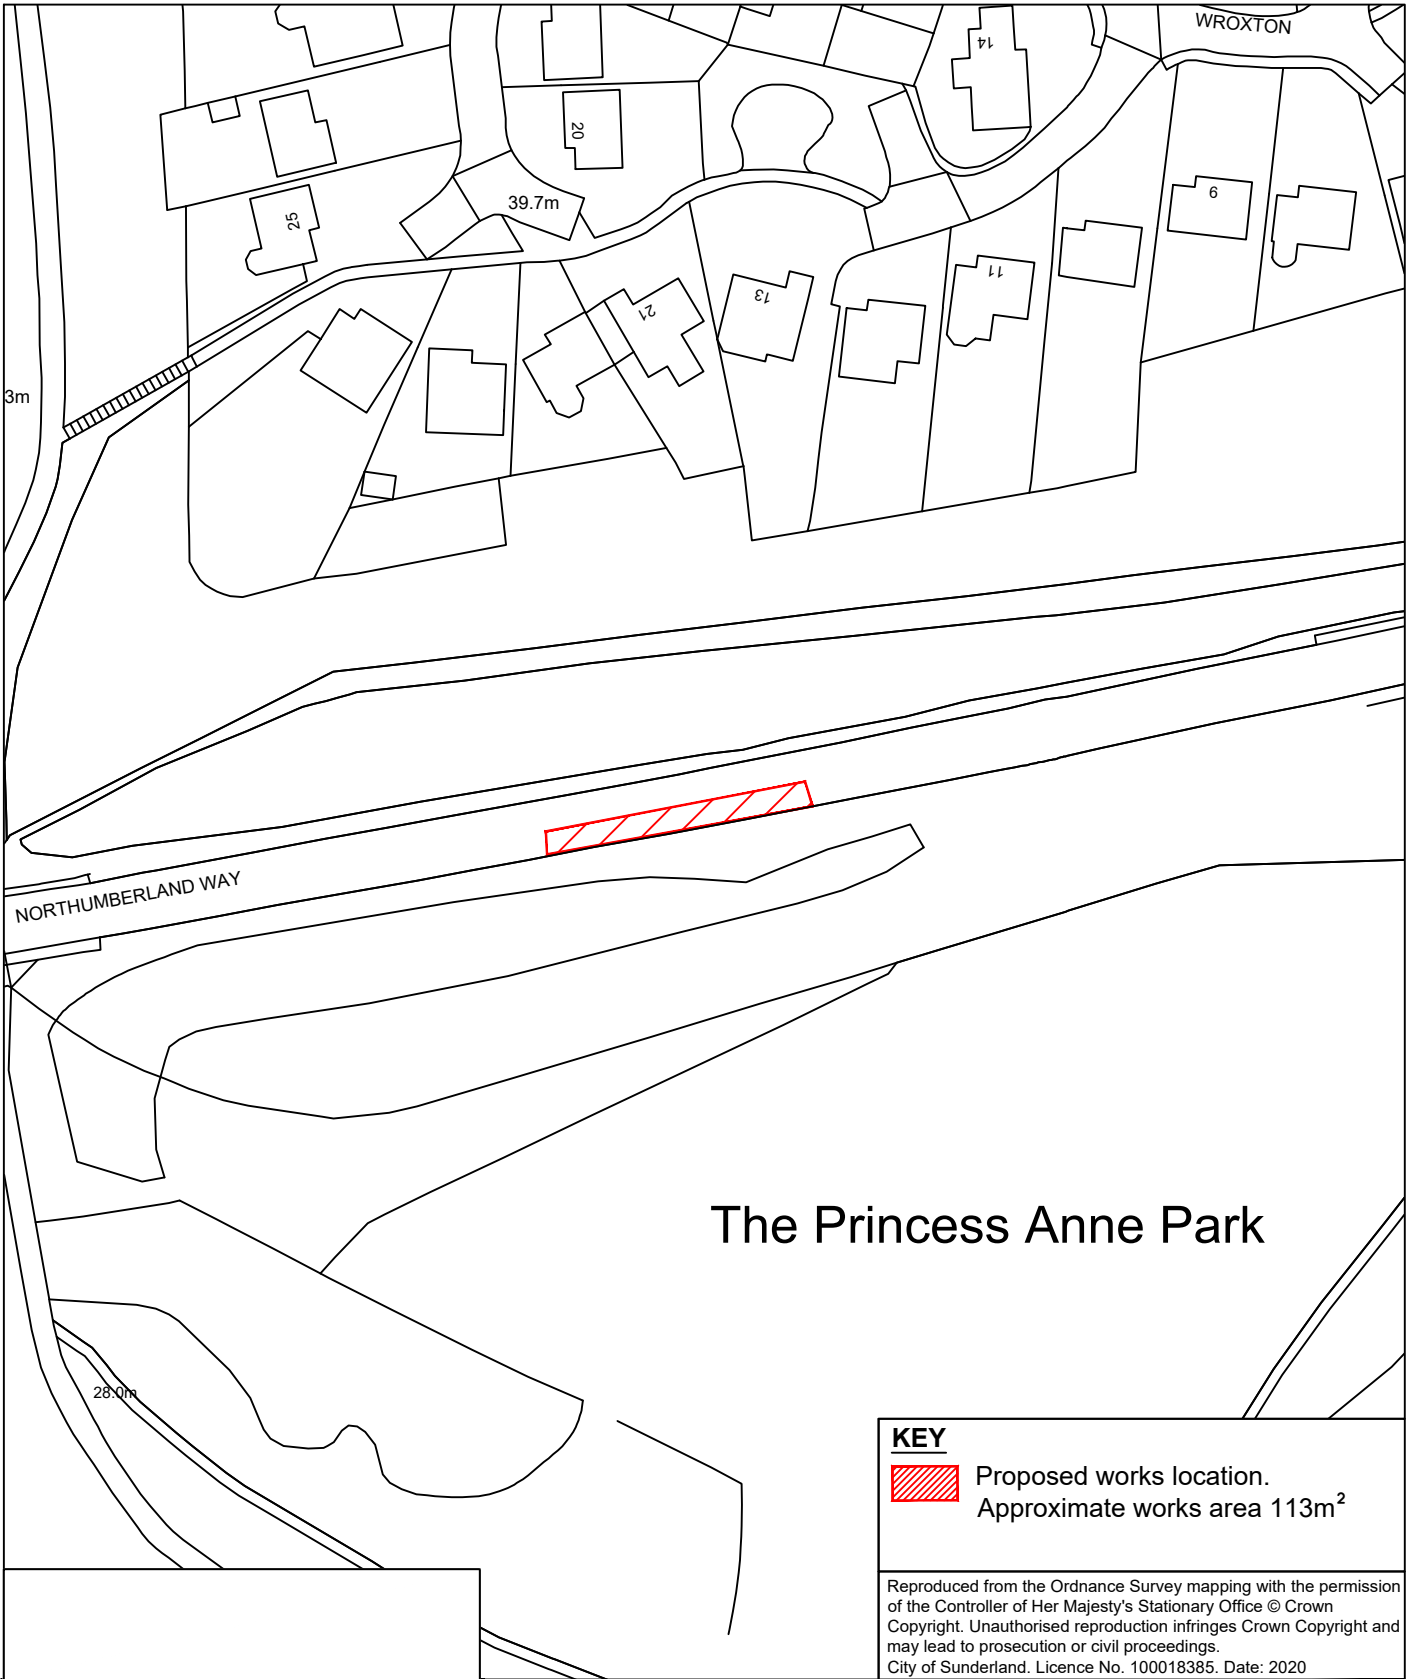 WROXTON
14
20
39.7m
25
6
11
13
21
3m
NORTHUMBERLAND WAY
The Princess Anne Park
28.0m
KEY
Proposed works location.
Approximate works area 113m²
Reproduced from the Ordnance Survey mapping with the permission
of the Controller of Her Majesty's Stationary Office © Crown
Copyright. Unauthorised reproduction infringes Crown Copyright and
may lead to prosecution or civil proceedings.
City of Sunderland. Licence No. 100018385. Date: 2020